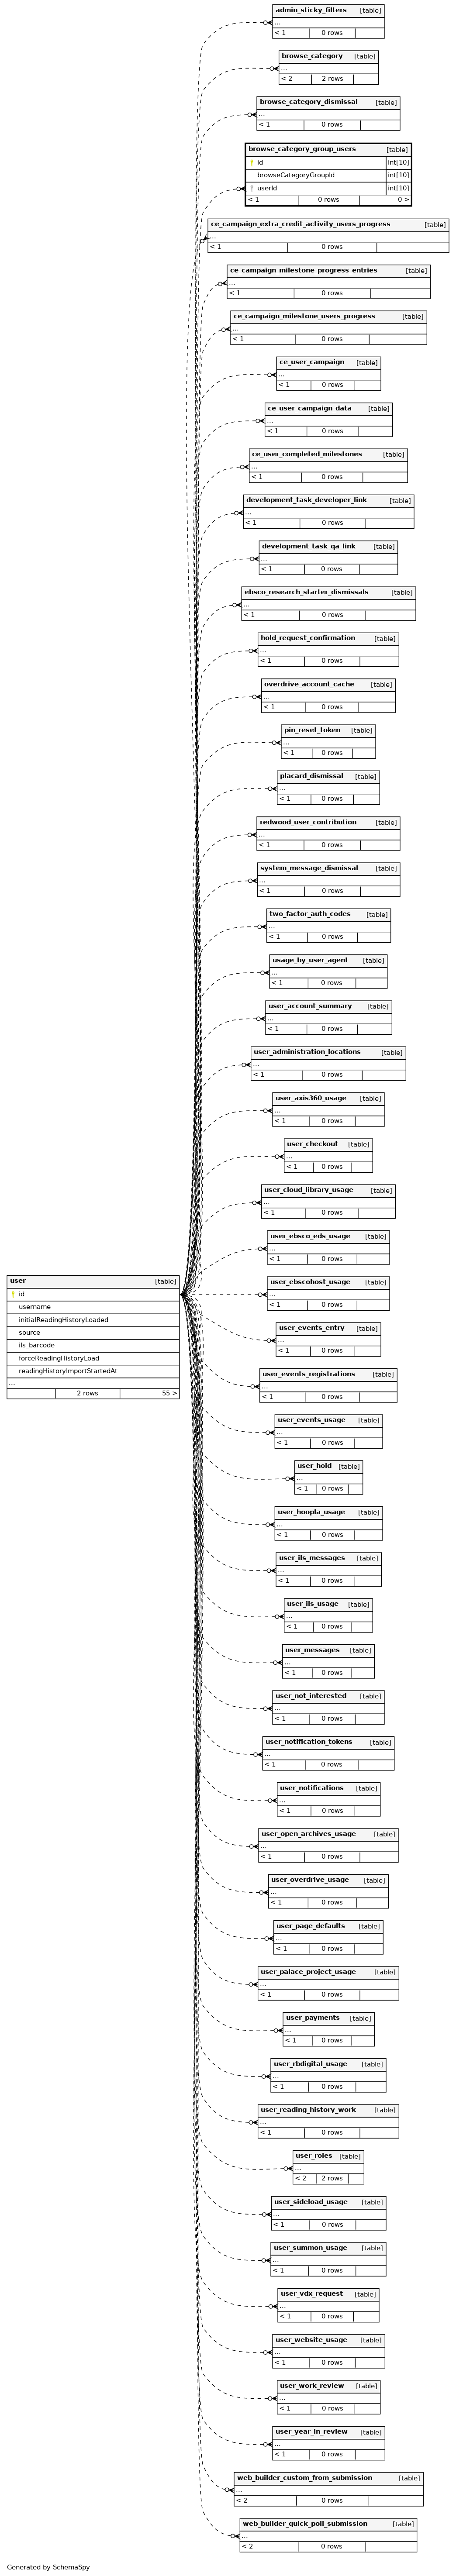 admin_sticky_filters [table]
...
< 1 0 rows
browse_category [table]
...
< 2 2 rows
browse_category_dismissal [table]
...
< 1 0 rows
browse_category_group_users [table]
id int[10]
browseCategoryGroupId int[10]
userId int[10]
< 1 0 rows 0 >
ce_campaign_extra_credit_activity_users_progress [table]
...
< 1 0 rows
ce_campaign_milestone_progress_entries [table]
...
< 1 0 rows
ce_campaign_milestone_users_progress [table]
...
< 1 0 rows
ce_user_campaign [table]
...
< 1 0 rows
ce_user_campaign_data [table]
...
< 1 0 rows
ce_user_completed_milestones [table]
...
< 1 0 rows
development_task_developer_link [table]
...
< 1 0 rows
development_task_qa_link [table]
...
< 1 0 rows
ebsco_research_starter_dismissals [table]
...
< 1 0 rows
hold_request_confirmation [table]
...
< 1 0 rows
overdrive_account_cache [table]
...
< 1 0 rows
pin_reset_token [table]
...
< 1 0 rows
placard_dismissal [table]
...
< 1 0 rows
redwood_user_contribution [table]
...
< 1 0 rows
system_message_dismissal [table]
...
< 1 0 rows
two_factor_auth_codes [table]
...
< 1 0 rows
usage_by_user_agent [table]
...
< 1 0 rows
user_account_summary [table]
...
< 1 0 rows
user_administration_locations [table]
...
< 1 0 rows
user_axis360_usage [table]
...
< 1 0 rows
user_checkout [table]
...
< 1 0 rows
user_cloud_library_usage [table]
...
< 1 0 rows
user_ebsco_eds_usage [table]
...
< 1 0 rows
user [table]
id
username
initialReadingHistoryLoaded
source
ils_barcode
forceReadingHistoryLoad
readingHistoryImportStartedAt
...
2 rows 55 >
user_ebscohost_usage [table]
...
< 1 0 rows
user_events_entry [table]
...
< 1 0 rows
user_events_registrations [table]
...
< 1 0 rows
user_events_usage [table]
...
< 1 0 rows
user_hold [table]
...
< 1 0 rows
user_hoopla_usage [table]
...
< 1 0 rows
user_ils_messages [table]
...
< 1 0 rows
user_ils_usage [table]
...
< 1 0 rows
user_messages [table]
...
< 1 0 rows
user_not_interested [table]
...
< 1 0 rows
user_notification_tokens [table]
...
< 1 0 rows
user_notifications [table]
...
< 1 0 rows
user_open_archives_usage [table]
...
< 1 0 rows
user_overdrive_usage [table]
...
< 1 0 rows
user_page_defaults [table]
...
< 1 0 rows
user_palace_project_usage [table]
...
< 1 0 rows
user_payments [table]
...
< 1 0 rows
user_rbdigital_usage [table]
...
< 1 0 rows
user_reading_history_work [table]
...
< 1 0 rows
user_roles [table]
...
< 2 2 rows
user_sideload_usage [table]
...
< 1 0 rows
user_summon_usage [table]
...
< 1 0 rows
user_vdx_request [table]
...
< 1 0 rows
user_website_usage [table]
...
< 1 0 rows
user_work_review [table]
...
< 1 0 rows
user_year_in_review [table]
...
< 1 0 rows
web_builder_custom_from_submission [table]
...
< 2 0 rows
web_builder_quick_poll_submission [table]
...
< 2 0 rows
Generated by SchemaSpy